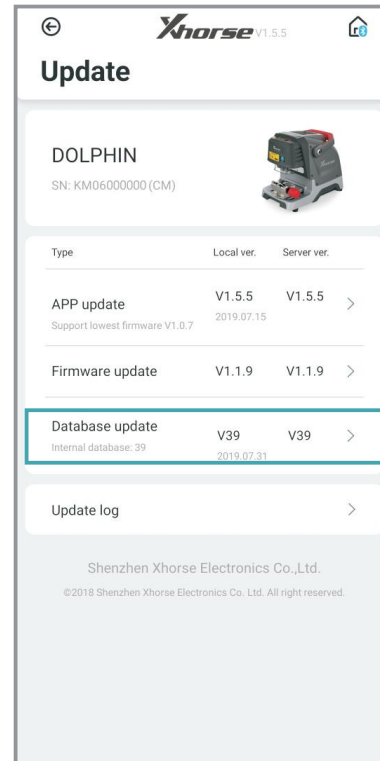 Xhorse V1.5.5
Update
DOLPHIN
SN: KM06000000 (CM)
Type Local ver. Server ver.
APP update V1.5.5 V1.5.5
Support lowest firmware V1.0.7 2019.07.15
Firmware update V1.1.9 V1.1.9
Database update V39 V39
Internal database: 39 2019.07.31
Update log
Shenzhen Xhorse Electronics Co.,Ltd.
©2018 Shenzhen Xhorse Electronics Co. Ltd. All right reserved.